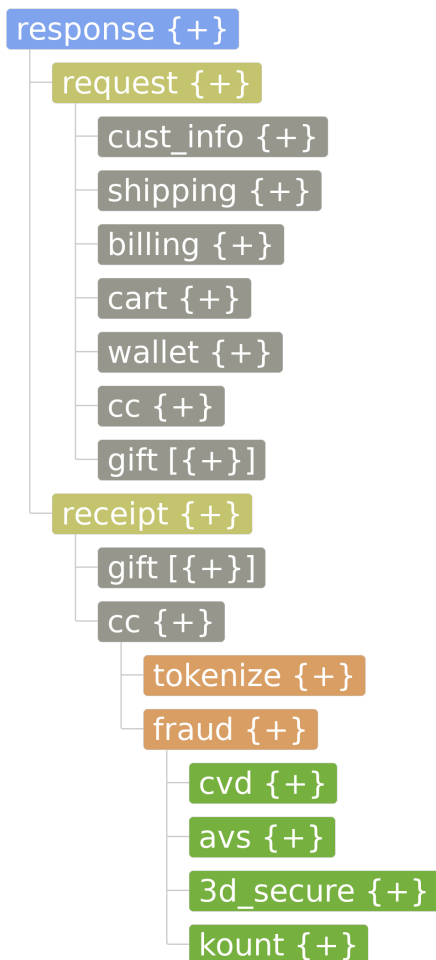 response {+}
request {+}
cust_info {+}
shipping {+}
billing {+}
cart {+}
wallet {+}
cc {+}
gift [{+}]
receipt {+}
gift [{+}]
cc {+}
tokenize {+}
fraud {+}
cvd {+}
avs {+}
3d_secure {+}
kount {+}